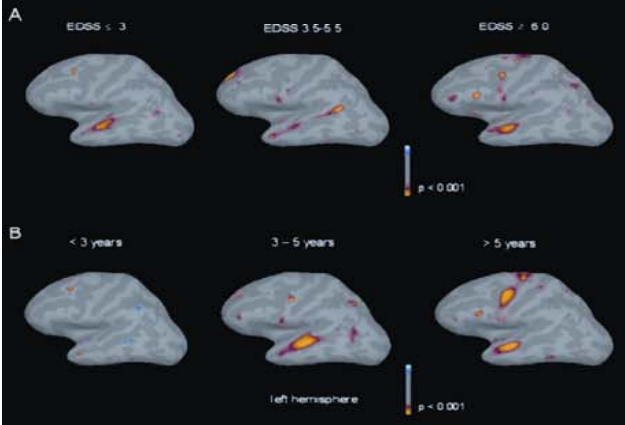 A
EDSS ≤ 3
EDSS 3.5-5.5
EDSS ≥ 6.0
p < 0.001
B
< 3 years
3 – 5 years
> 5 years
left hemisphere
p < 0.001